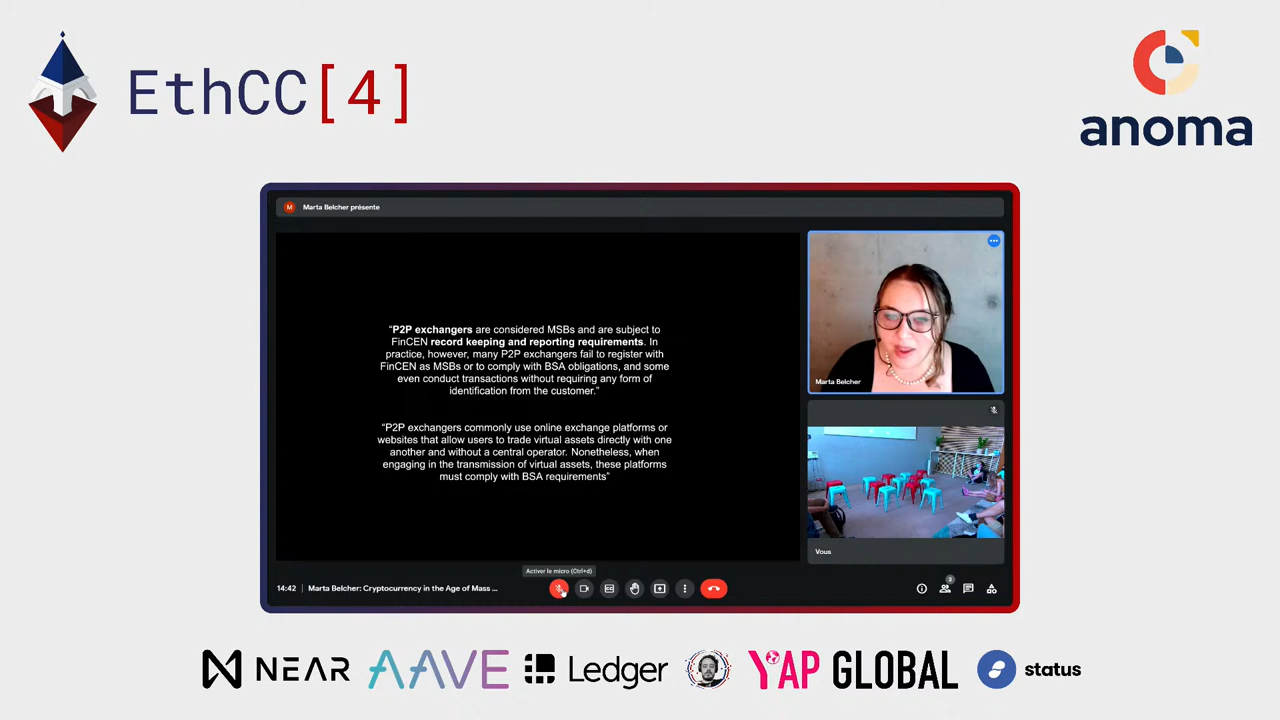 EthCC[4]
anoma
M
Marta Belcher présente
“P2P exchangers are considered MSBs and are subject to
FinCEN record keeping and reporting requirements. In
practice, however, many P2P exchangers fail to register with
FinCEN as MSBs or to comply with BSA obligations, and some
even conduct transactions without requiring any form of
identification from the customer.”
“P2P exchangers commonly use online exchange platforms or
websites that allow users to trade virtual assets directly with one
another and without a central operator. Nonetheless, when
engaging in the transmission of virtual assets, these platforms
must comply with BSA requirements”
Marta Belcher
Vous
Activer le micro (Ctrl+d)
14:42
Marta Belcher: Cryptocurrency in the Age of Mass ...
3
NEAR
AAVE
Ledger
YAP GLOBAL
status